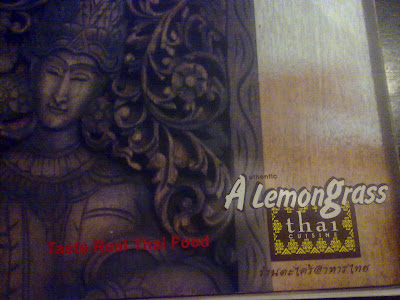 Authentic
Lemongrass
thai
CUISINE
Taste Real Thai Food
ร้านตะไคร้อาหารไทย